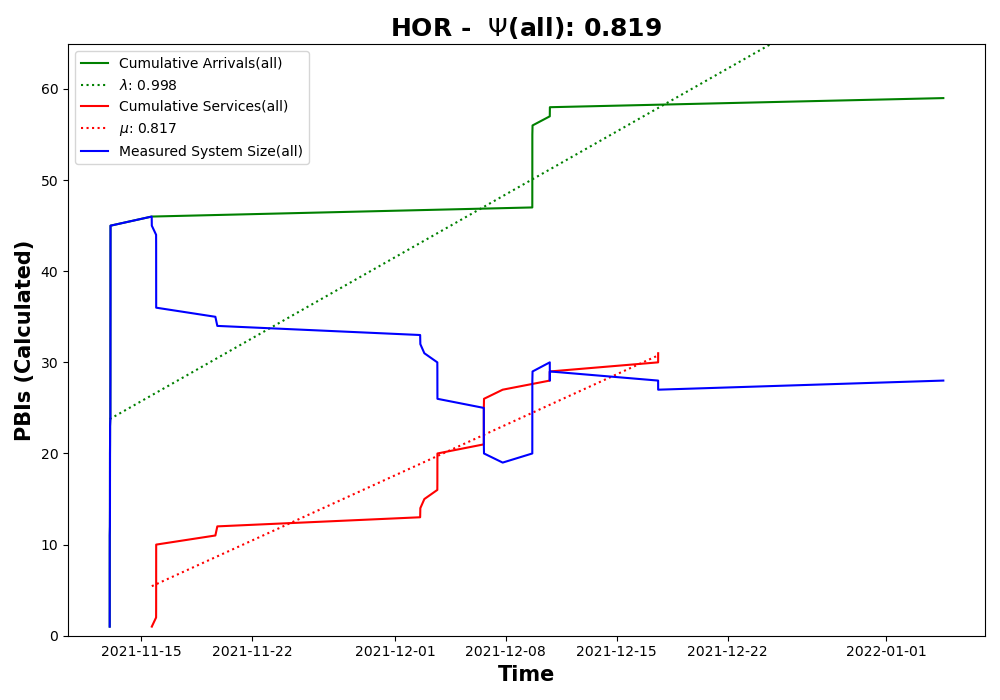 HOR - Ψ(all): 0.819
Cumulative Arrivals(all)
λ: 0.998
Cumulative Services(all)
μ: 0.817
Measured System Size(all)
PBIs (Calculated)
60
50
40
30
20
10
0
2021-11-15 2021-11-22 2021-12-01 2021-12-08 2021-12-15 2021-12-22 2022-01-01
Time